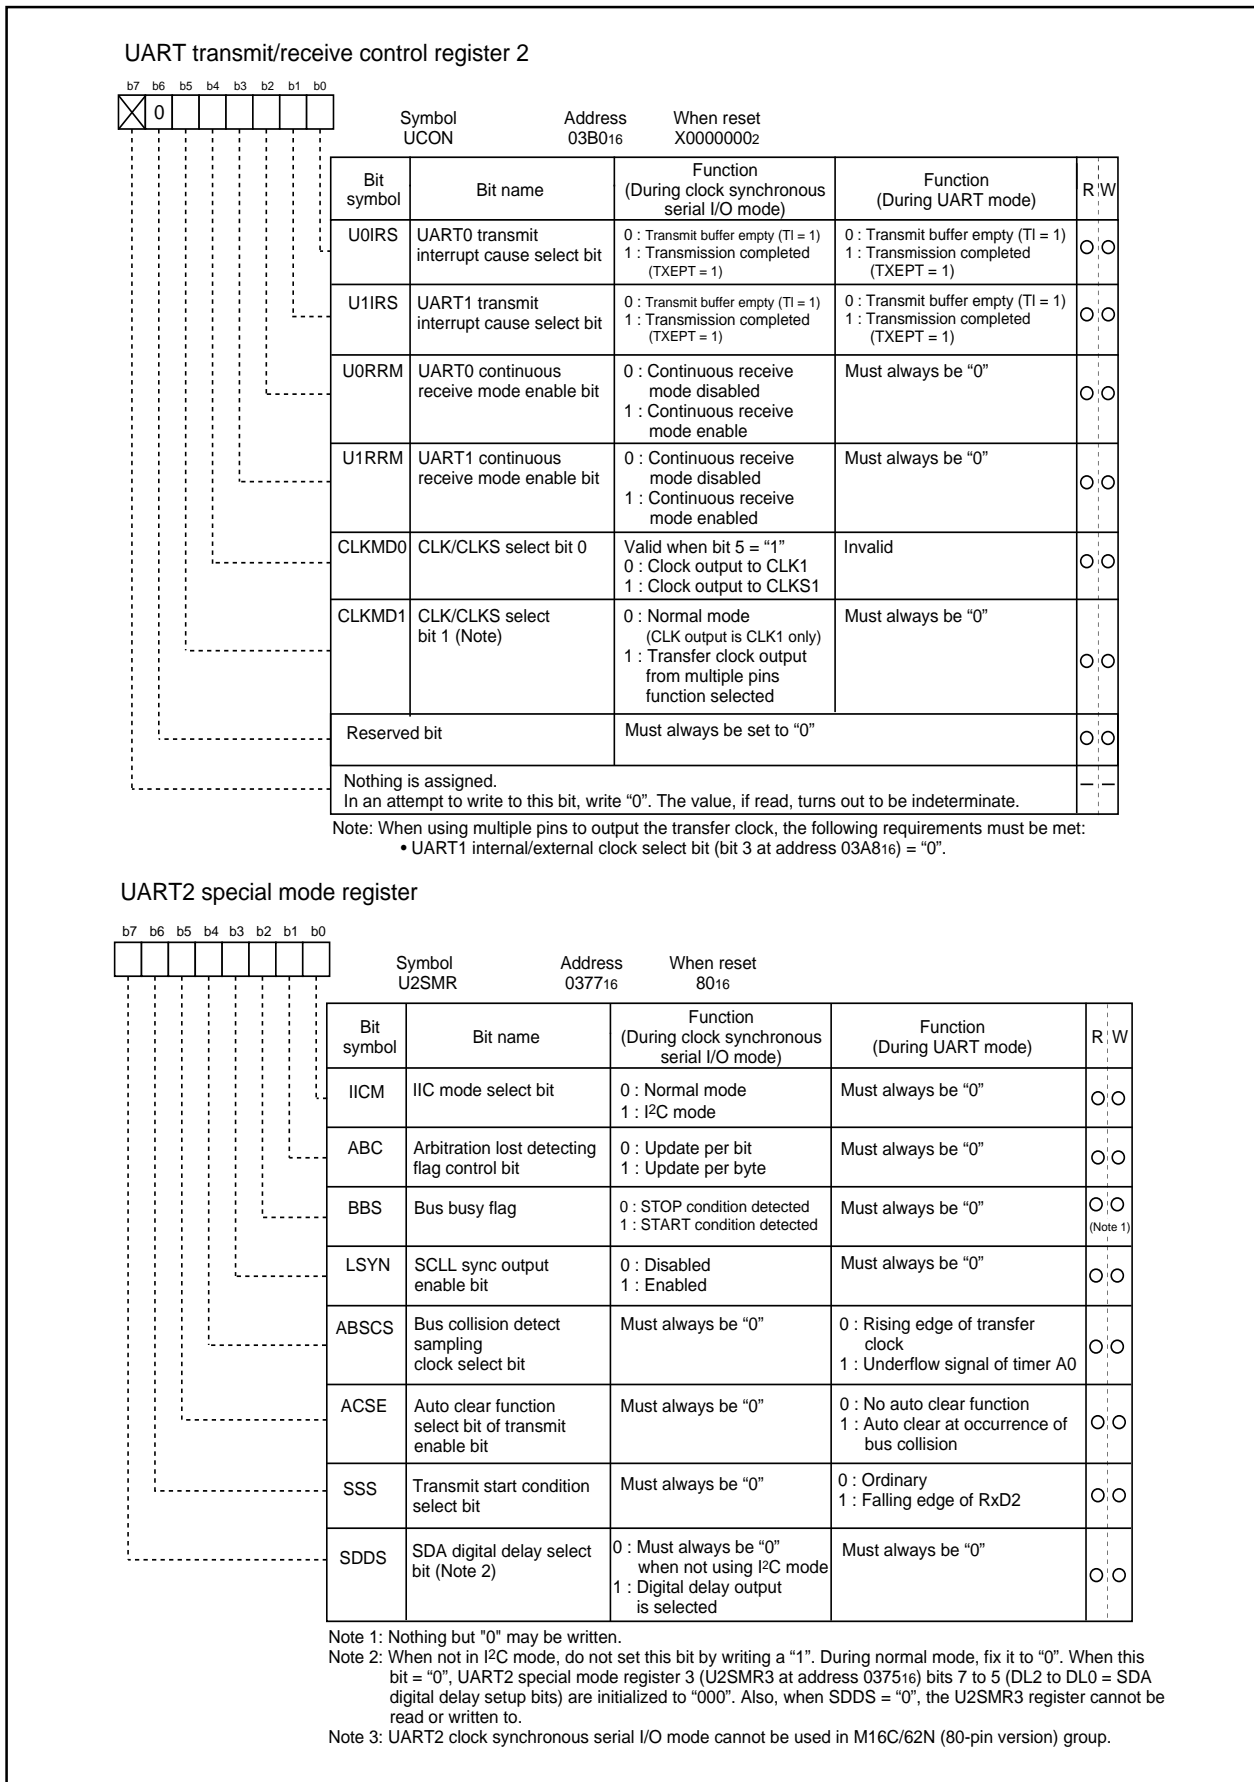 UART transmit/receive control register 2
b7 b6 b5 b4 b3 b2 b1 b0
0
Symbol Address When reset
UCON 03B016 X00000002
Bit symbol Bit name Function (During clock synchronous serial I/O mode) Function (During UART mode) R W
U0IRS UART0 transmit interrupt cause select bit
0 : Transmit buffer empty (TI = 1)
1 : Transmission completed
(TXEPT = 1)
0 : Transmit buffer empty (TI = 1)
1 : Transmission completed
(TXEPT = 1)
U1IRS UART1 transmit interrupt cause select bit
0 : Transmit buffer empty (TI = 1)
1 : Transmission completed
(TXEPT = 1)
0 : Transmit buffer empty (TI = 1)
1 : Transmission completed
(TXEPT = 1)
U0RRM UART0 continuous receive mode enable bit
0 : Continuous receive
mode disabled
1 : Continuous receive
mode enable
Must always be “0”
U1RRM UART1 continuous receive mode enable bit
0 : Continuous receive
mode disabled
1 : Continuous receive
mode enabled
Must always be “0”
CLKMD0 CLK/CLKS select bit 0
Valid when bit 5 = “1”
0 : Clock output to CLK1
1 : Clock output to CLKS1
Invalid
CLKMD1 CLK/CLKS select bit 1 (Note)
0 : Normal mode
(CLK output is CLK1 only)
1 : Transfer clock output
from multiple pins
function selected
Must always be “0”
Reserved bit Must always be set to “0”
Nothing is assigned.
In an attempt to write to this bit, write “0”. The value, if read, turns out to be indeterminate.
– –
Note: When using multiple pins to output the transfer clock, the following requirements must be met:
• UART1 internal/external clock select bit (bit 3 at address 03A816) = “0”.
UART2 special mode register
b7 b6 b5 b4 b3 b2 b1 b0
Symbol Address When reset
U2SMR 037716 8016
Bit symbol Bit name Function (During clock synchronous serial I/O mode) Function (During UART mode) R W
IICM IIC mode select bit
0 : Normal mode
1 : I2C mode
Must always be “0”
ABC Arbitration lost detecting flag control bit
0 : Update per bit
1 : Update per byte
Must always be “0”
BBS Bus busy flag
0 : STOP condition detected
1 : START condition detected
Must always be “0”
(Note 1)
LSYN SCLL sync output enable bit
0 : Disabled
1 : Enabled
Must always be “0”
ABSCS Bus collision detect sampling clock select bit
Must always be “0”
0 : Rising edge of transfer
clock
1 : Underflow signal of timer A0
ACSE Auto clear function select bit of transmit enable bit
Must always be “0”
0 : No auto clear function
1 : Auto clear at occurrence of
bus collision
SSS Transmit start condition select bit
Must always be “0”
0 : Ordinary
1 : Falling edge of RxD2
SDDS SDA digital delay select bit (Note 2)
0 : Must always be “0”
when not using I2C mode
1 : Digital delay output
is selected
Must always be “0”
Note 1: Nothing but "0" may be written.
Note 2: When not in I2C mode, do not set this bit by writing a “1”. During normal mode, fix it to “0”. When this
bit = “0”, UART2 special mode register 3 (U2SMR3 at address 037516) bits 7 to 5 (DL2 to DL0 = SDA
digital delay setup bits) are initialized to “000”. Also, when SDDS = “0”, the U2SMR3 register cannot be
read or written to.
Note 3: UART2 clock synchronous serial I/O mode cannot be used in M16C/62N (80-pin version) group.